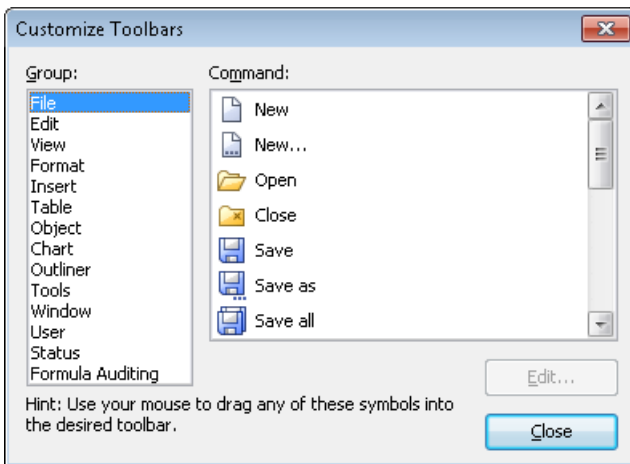 Customize Toolbars
Group:
File
Edit
View
Format
Insert
Table
Object
Chart
Outliner
Tools
Window
User
Status
Formula Auditing
Command:
New
New...
Open
Close
Save
Save as
Save all
Edit...
Hint: Use your mouse to drag any of these symbols into
the desired toolbar.
Close